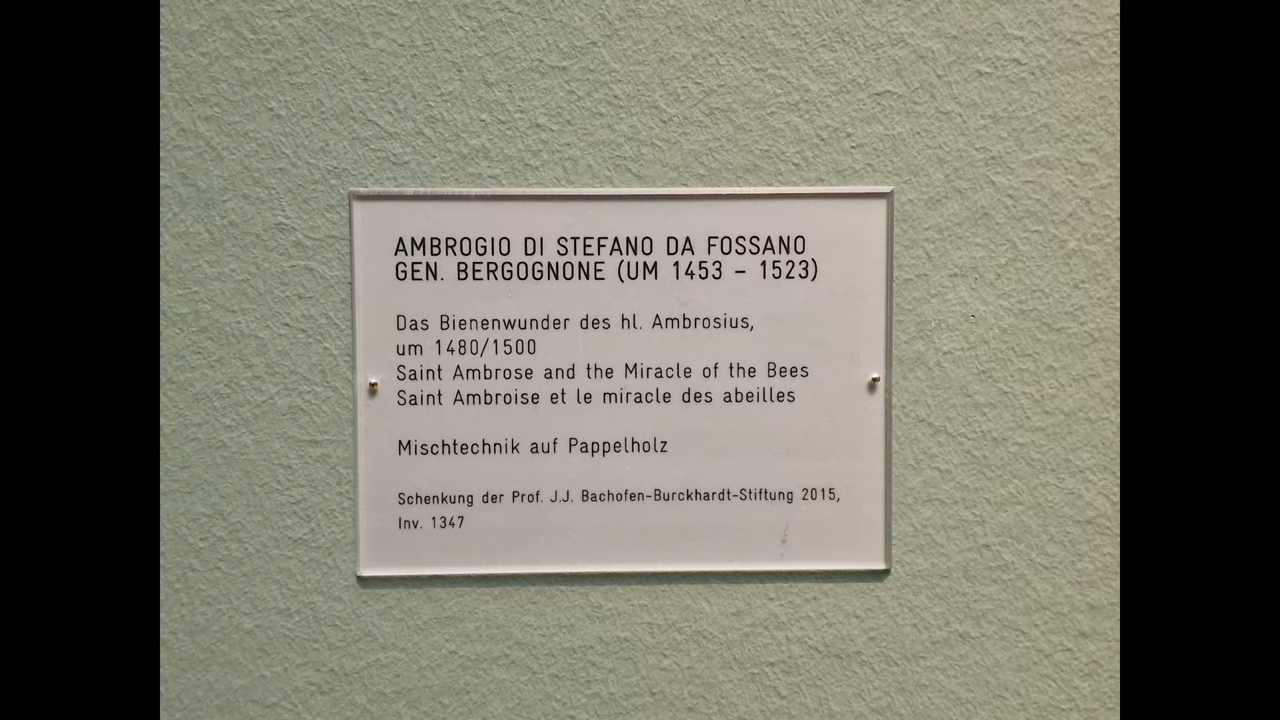 AMBROGIO DI STEFANO DA FOSSANO
GEN. BERGOGNONE (UM 1453 – 1523)
Das Bienenwunder des hl. Ambrosius,
um 1480/1500
Saint Ambrose and the Miracle of the Bees
Saint Ambroise et le miracle des abeilles
Mischtechnik auf Pappelholz
Schenkung der Prof. J.J. Bachofen-Burckhardt-Stiftung 2015,
Inv. 1347